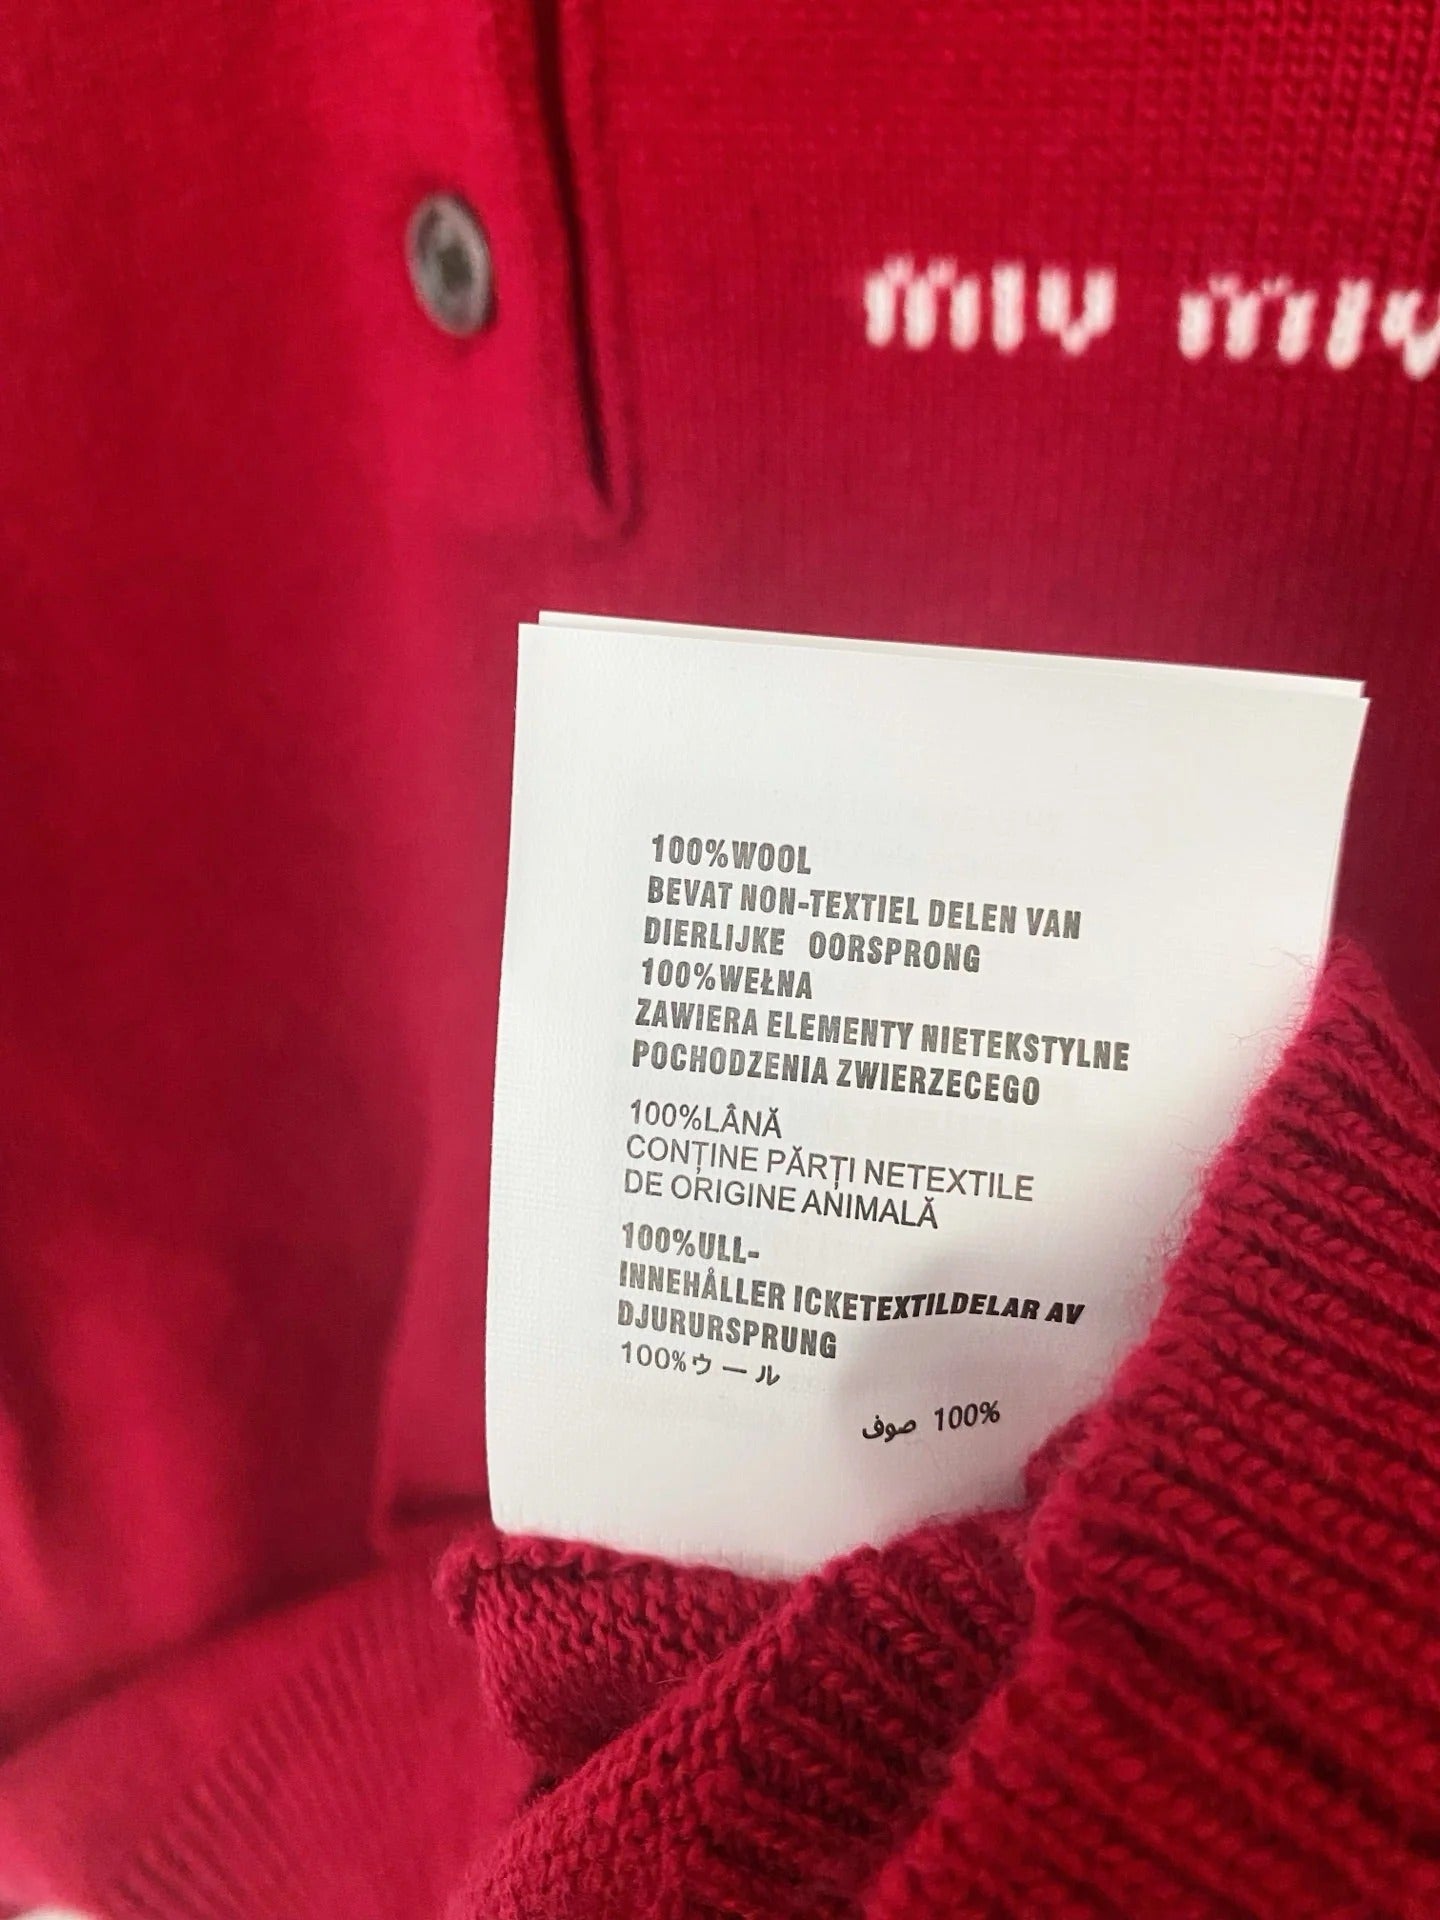 miu miu
100%WOOL
BEVAT NON-TEXTIEL DELEN VAN
DIERLIJKE OORSPRONG
100%WEŁNA
ZAWIERA ELEMENTY NIETEKSTYLNE
POCHODZENIA ZWIERZECEGO
100%LÂNĂ
CONȚINE PĂRȚI NETEXTILE
DE ORIGINE ANIMALĂ
100%ULL-
INNEHÅLLER ICKETEXTILDELAR AV
DJURURSPRUNG
100%ウール
100% صوف